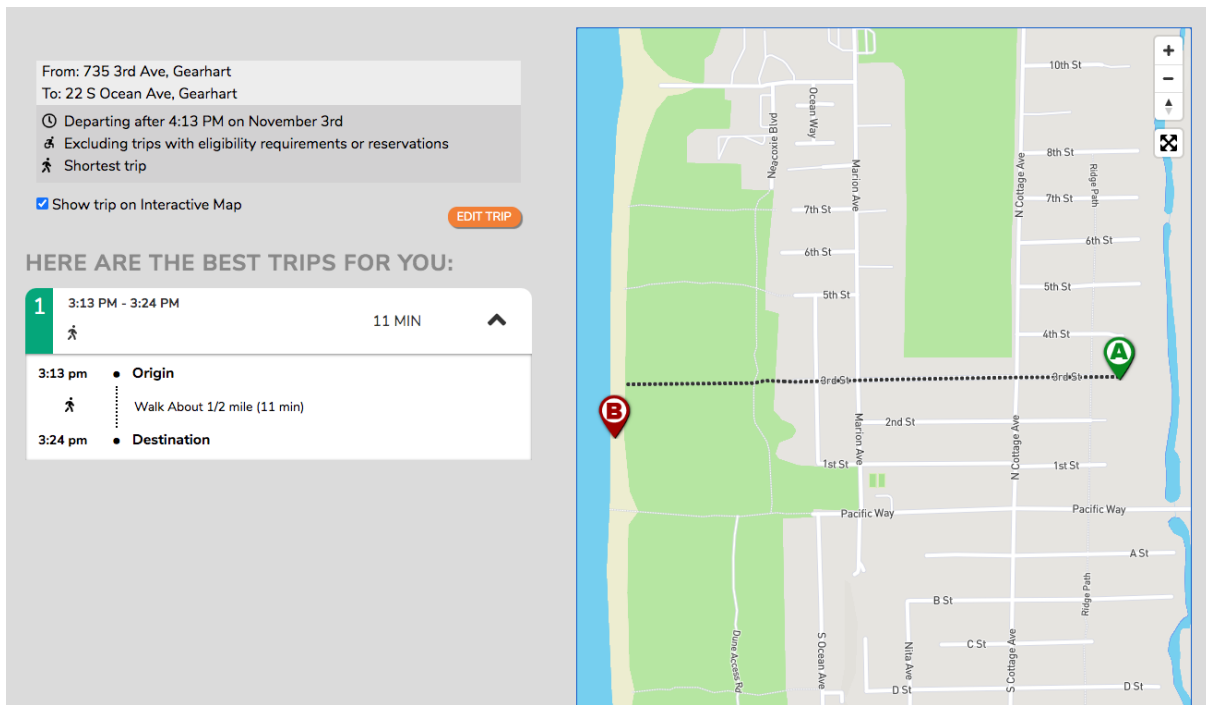 From: 735 3rd Ave, Gearhart
To: 22 S Ocean Ave, Gearhart
Departing after 4:13 PM on November 3rd
Excluding trips with eligibility requirements or reservations
Shortest trip
Show trip on Interactive Map
EDIT TRIP
HERE ARE THE BEST TRIPS FOR YOU:
1
3:13 PM - 3:24 PM
11 MIN
3:13 pm
Origin
Walk About 1/2 mile (11 min)
3:24 pm
Destination
10th St
Ocean Way
Neacoxie Blvd
Marion Ave
N Cottage Ave
8th St
Ridge Path
7th St
7th St
6th St
6th St
5th St
5th St
4th St
A
3rd St
3rd St
B
Marion Ave
2nd St
N Cottage Ave
1st St
1st St
Pacific Way
Pacific Way
A St
Ridge Path
B St
Dune Access Rd
S Ocean Ave
Nita Ave
C St
S Cottage Ave
D St
D St
+
−